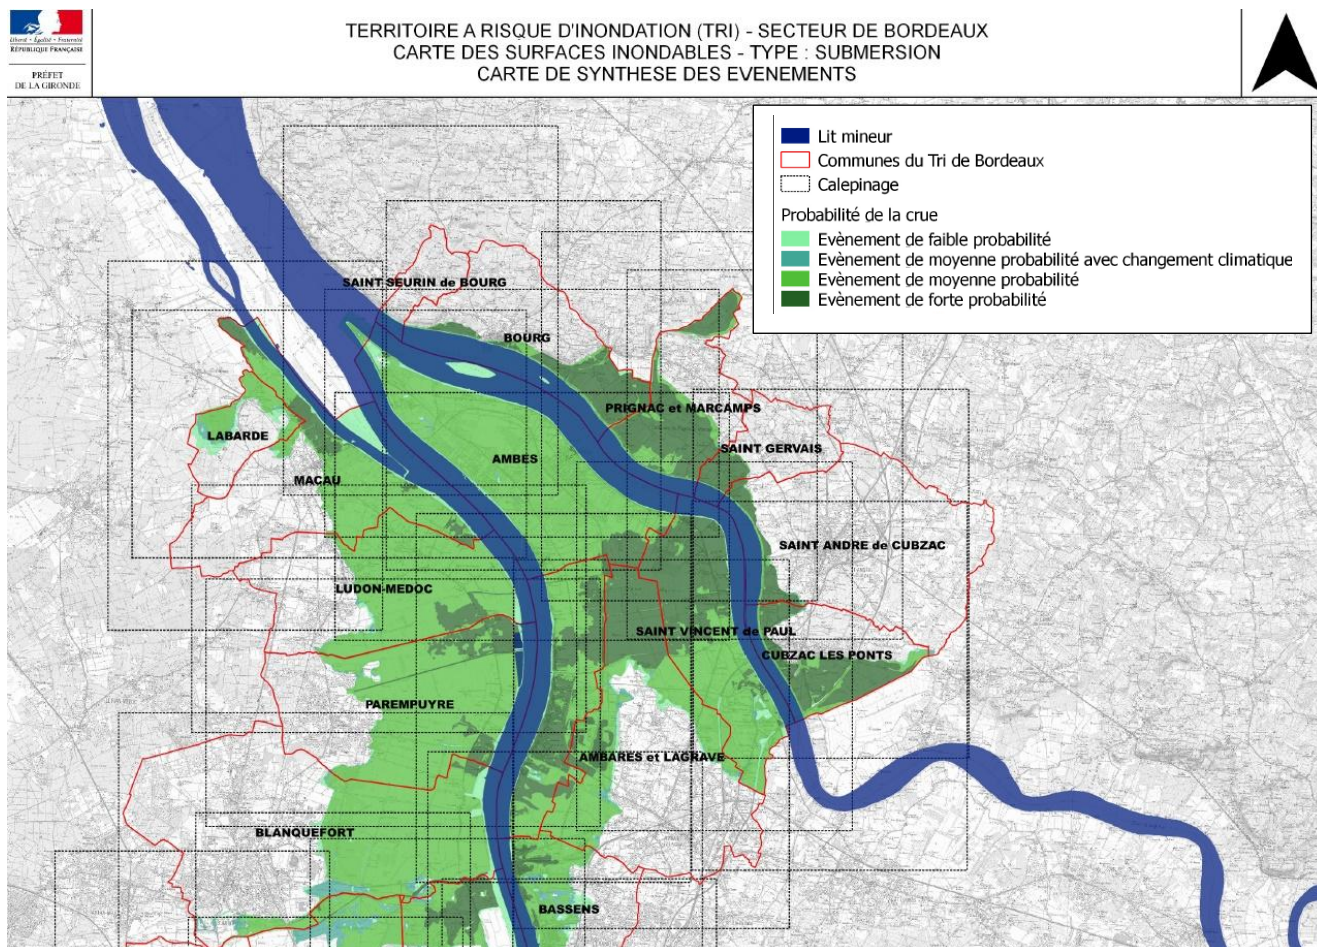 Liberté • Égalité • Fraternité
RÉPUBLIQUE FRANÇAISE
PRÉFET
DE LA GIRONDE
TERRITOIRE A RISQUE D'INONDATION (TRI) - SECTEUR DE BORDEAUX
CARTE DES SURFACES INONDABLES - TYPE : SUBMERSION
CARTE DE SYNTHESE DES EVENEMENTS
Lit mineur
Communes du Tri de Bordeaux
Calepinage
Probabilité de la crue
Evènement de faible probabilité
Evènement de moyenne probabilité avec changement climatique
Evènement de moyenne probabilité
Evènement de forte probabilité
SAINT SEURIN de BOURG
BOURG
PRIGNAC et MARCAMPS
LABARDE
SAINT GERVAIS
AMBES
MACAU
SAINT ANDRE de CUBZAC
LUDON-MEDOC
SAINT VINCENT de PAUL
CUBZAC LES PONTS
PAREMPUYRE
AMBARES et LAGRAVE
BLANQUEFORT
BASSENS